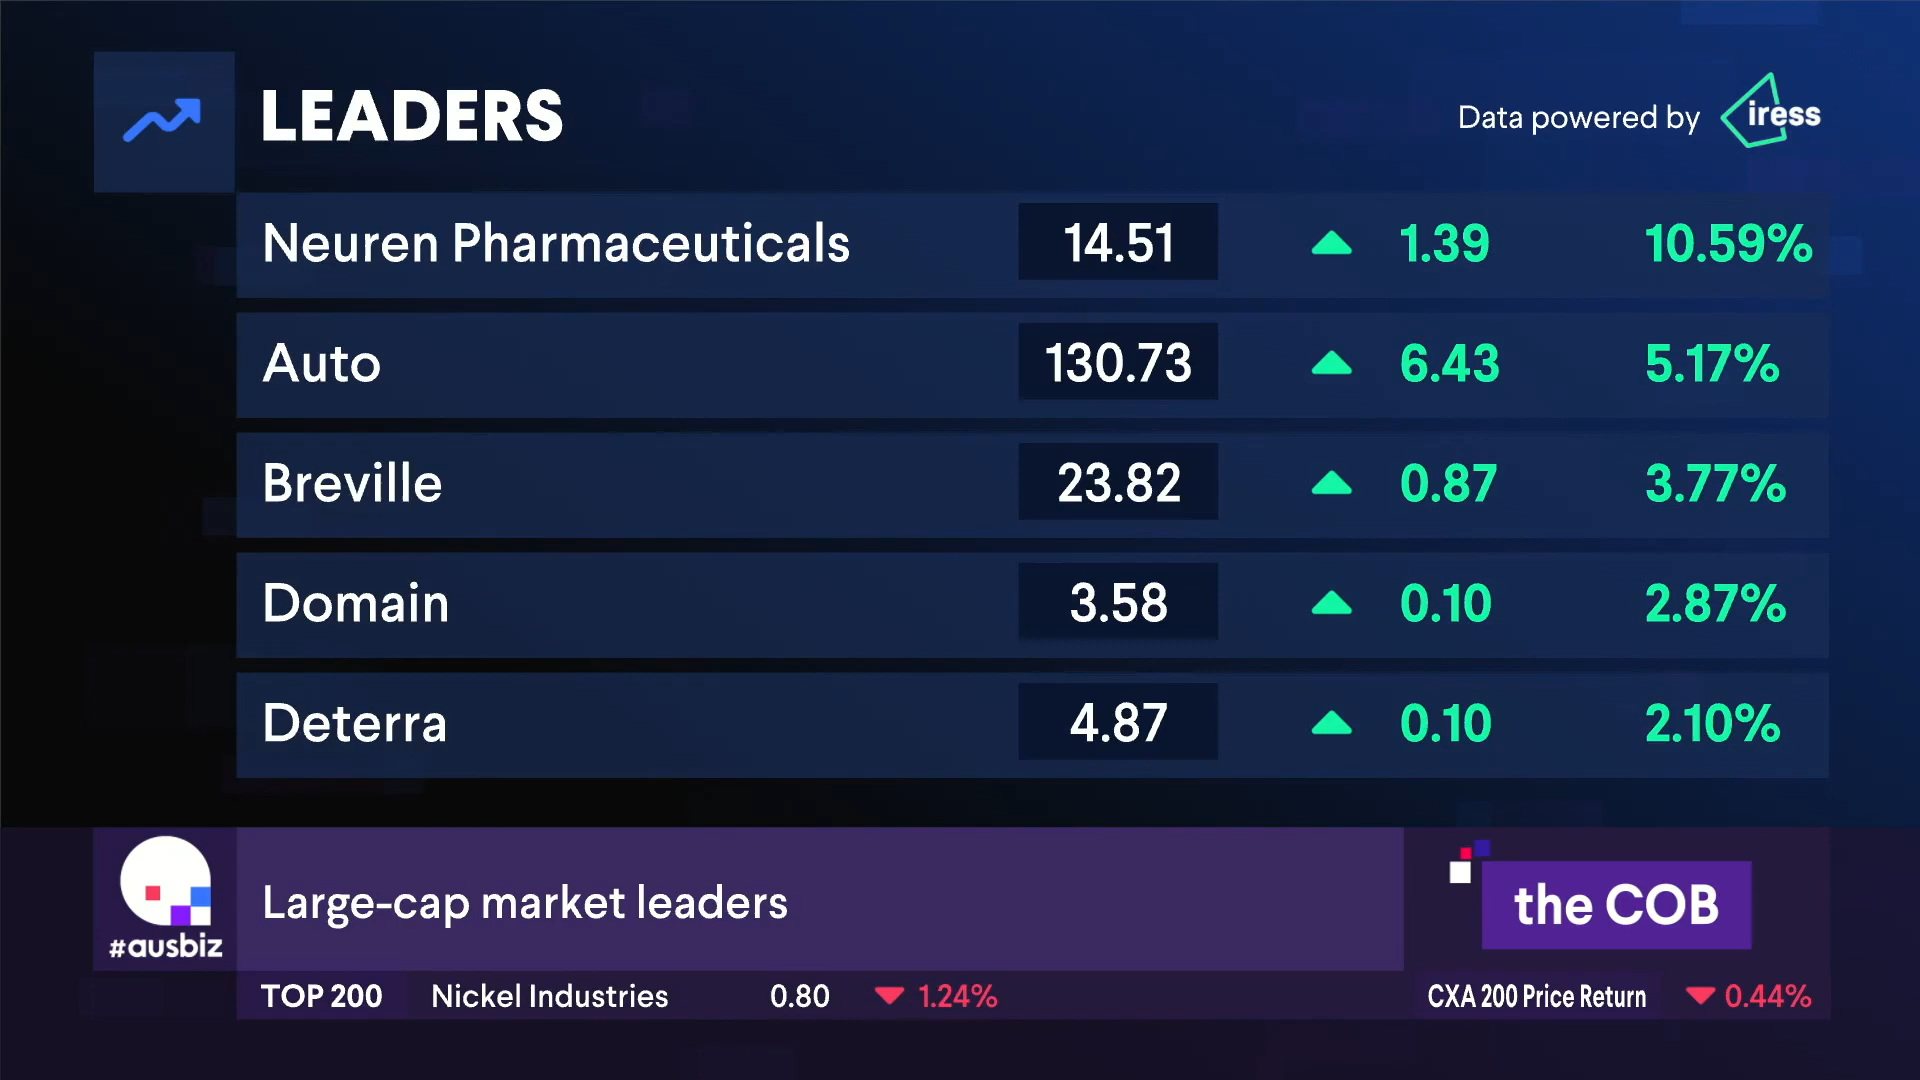 LEADERS
Data powered by iress
Neuren Pharmaceuticals 14.51 ▲ 1.39 10.59%
Auto 130.73 ▲ 6.43 5.17%
Breville 23.82 ▲ 0.87 3.77%
Domain 3.58 ▲ 0.10 2.87%
Deterra 4.87 ▲ 0.10 2.10%
#ausbiz
Large-cap market leaders
the COB
TOP 200 Nickel Industries 0.80 ▼ 1.24%
CXA 200 Price Return ▼ 0.44%